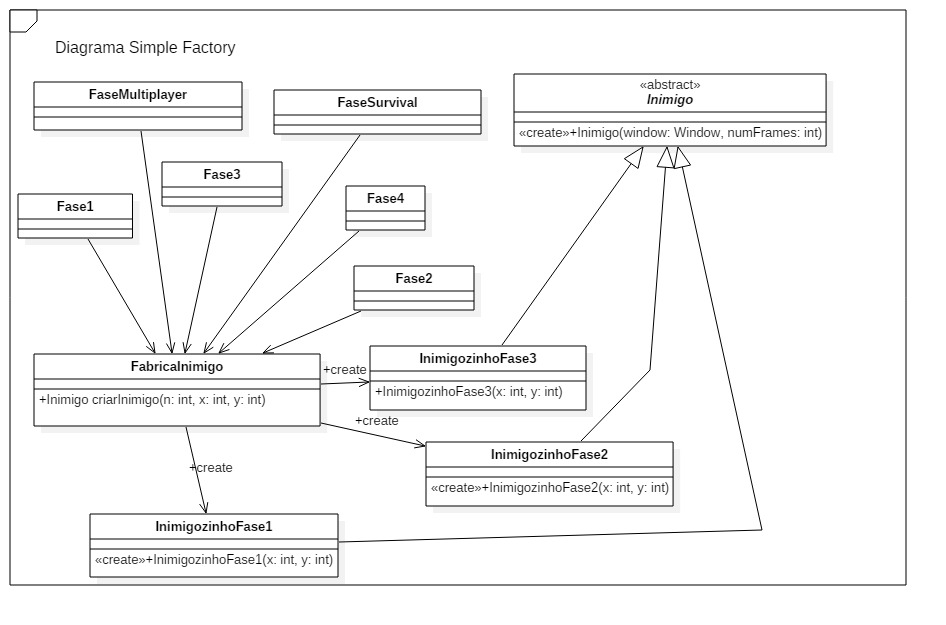 Diagrama Simple Factory
FaseMultiplayer
FaseSurvival
«abstract»
Inimigo
«create»+Inimigo(window: Window, numFrames: int)
Fase3
Fase1
Fase4
Fase2
FabricaInimigo
+Inimigo criarInimigo(n: int, x: int, y: int)
+create
InimigozinhoFase3
+InimigozinhoFase3(x: int, y: int)
+create
InimigozinhoFase2
«create»+InimigozinhoFase2(x: int, y: int)
+create
InimigozinhoFase1
«create»+InimigozinhoFase1(x: int, y: int)